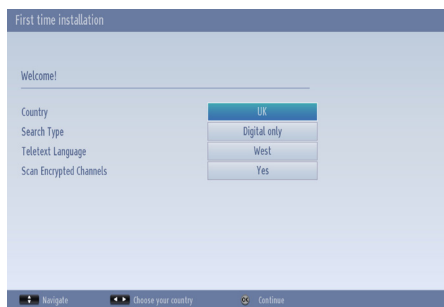 First time installation
Welcome!
Country UK
Search Type Digital only
Teletext Language West
Scan Encrypted Channels Yes
Navigate Choose your country OK Continue